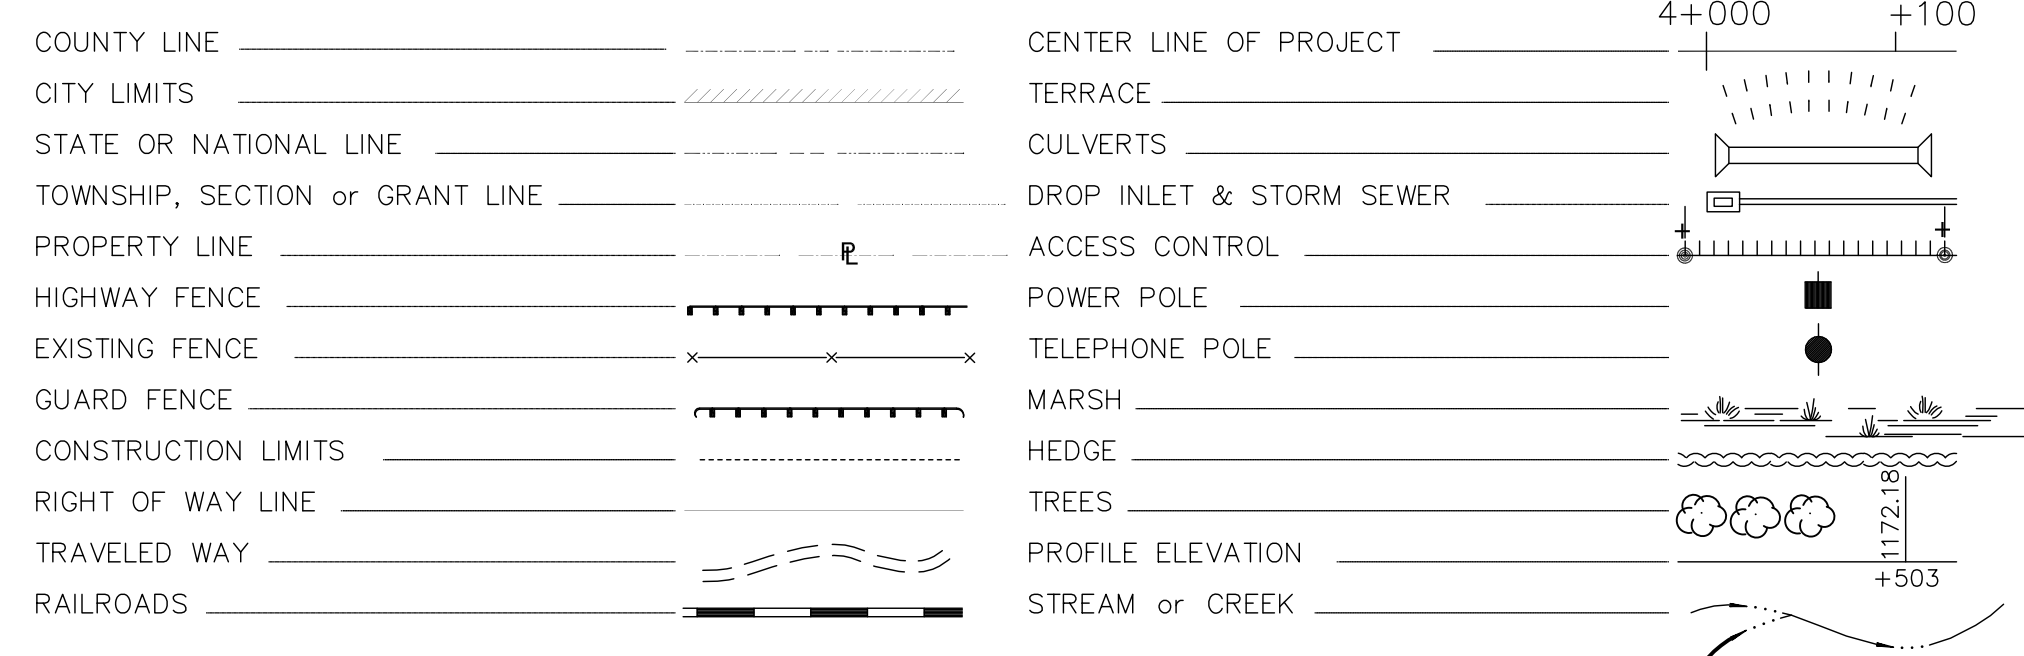 COUNTY LINE
CITY LIMITS
STATE OR NATIONAL LINE
TOWNSHIP, SECTION or GRANT LINE
PROPERTY LINE
PL
HIGHWAY FENCE
EXISTING FENCE
GUARD FENCE
CONSTRUCTION LIMITS
RIGHT OF WAY LINE
TRAVELED WAY
RAILROADS
4+000 +100
CENTER LINE OF PROJECT
TERRACE
CULVERTS
DROP INLET & STORM SEWER
ACCESS CONTROL
POWER POLE
TELEPHONE POLE
MARSH
HEDGE
TREES
1172.18
PROFILE ELEVATION
+503
STREAM or CREEK